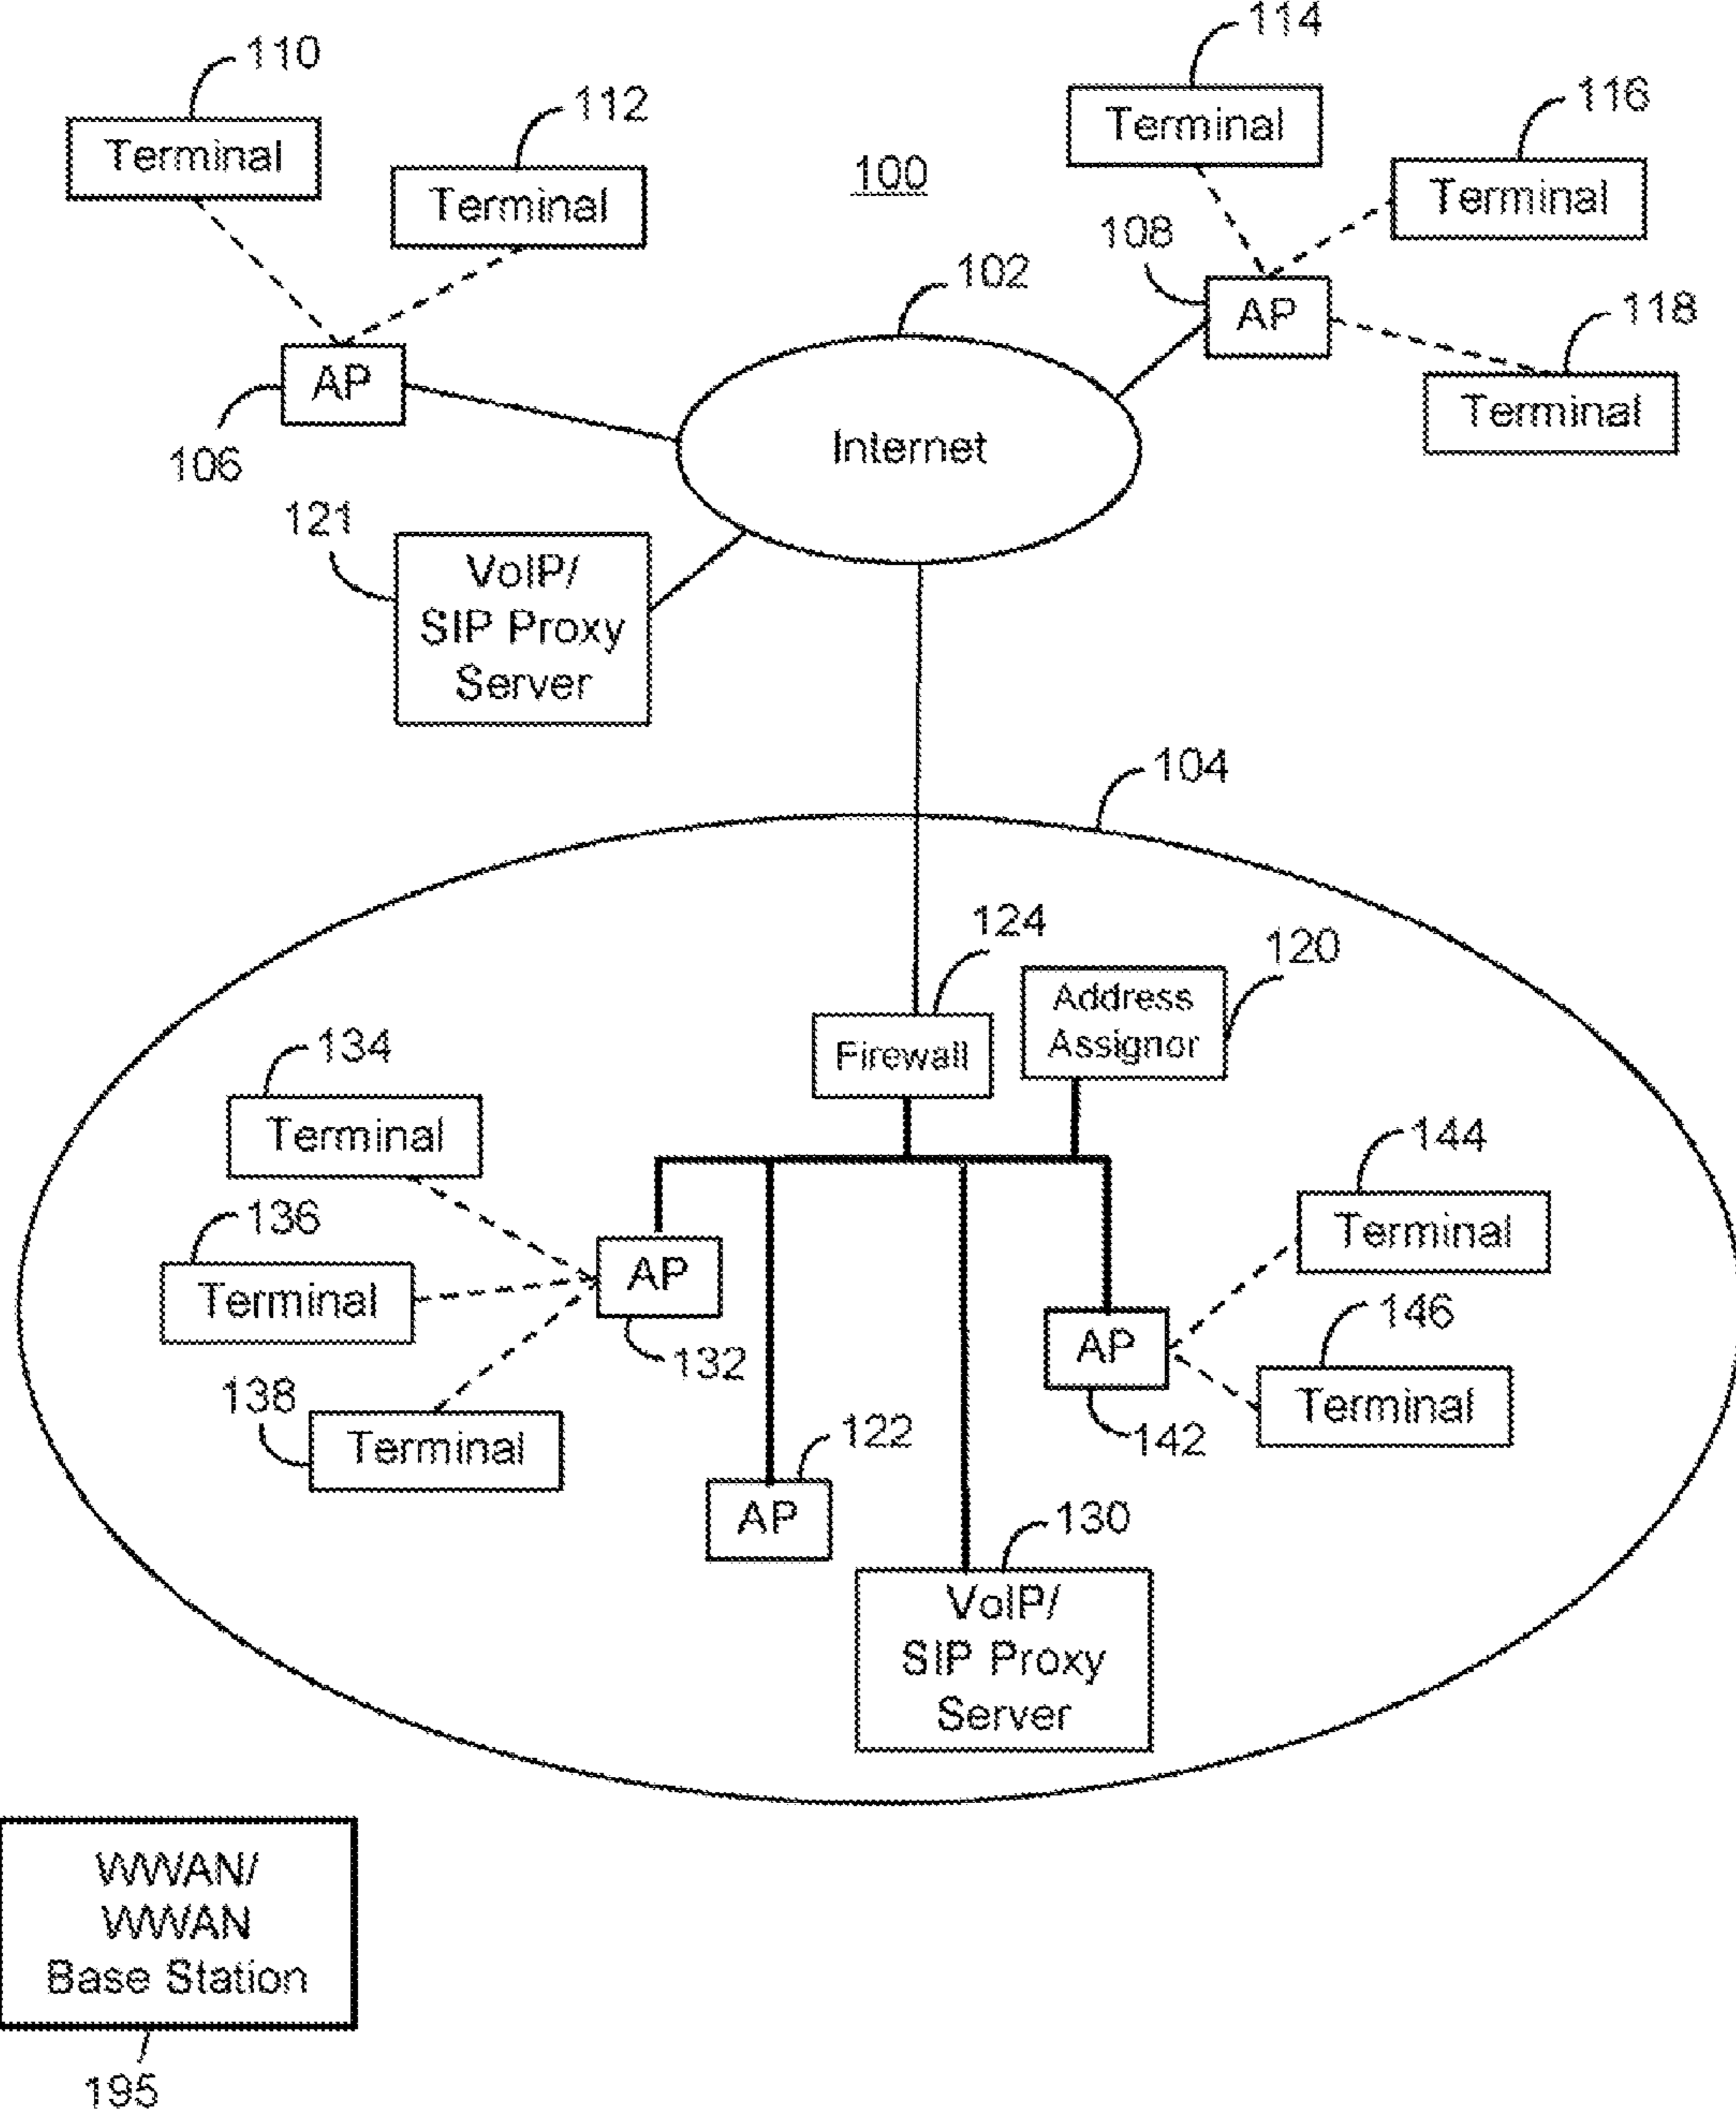 114
110
112
116
Terminal
Terminal
Terminal
Terminal
100
108
102
AP
118
AP
Terminal
Internet
106
121
VoIP/
SIP Proxy
Server
104
124
120
Address
Assignor
Firewall
134
Terminal
144
136
Terminal
AP
Terminal
146
132
AP
138
Terminal
Terminal
122
142
AP
130
VoIP/
SIP Proxy
Server
WWAN/
WWAN
Base Station
195